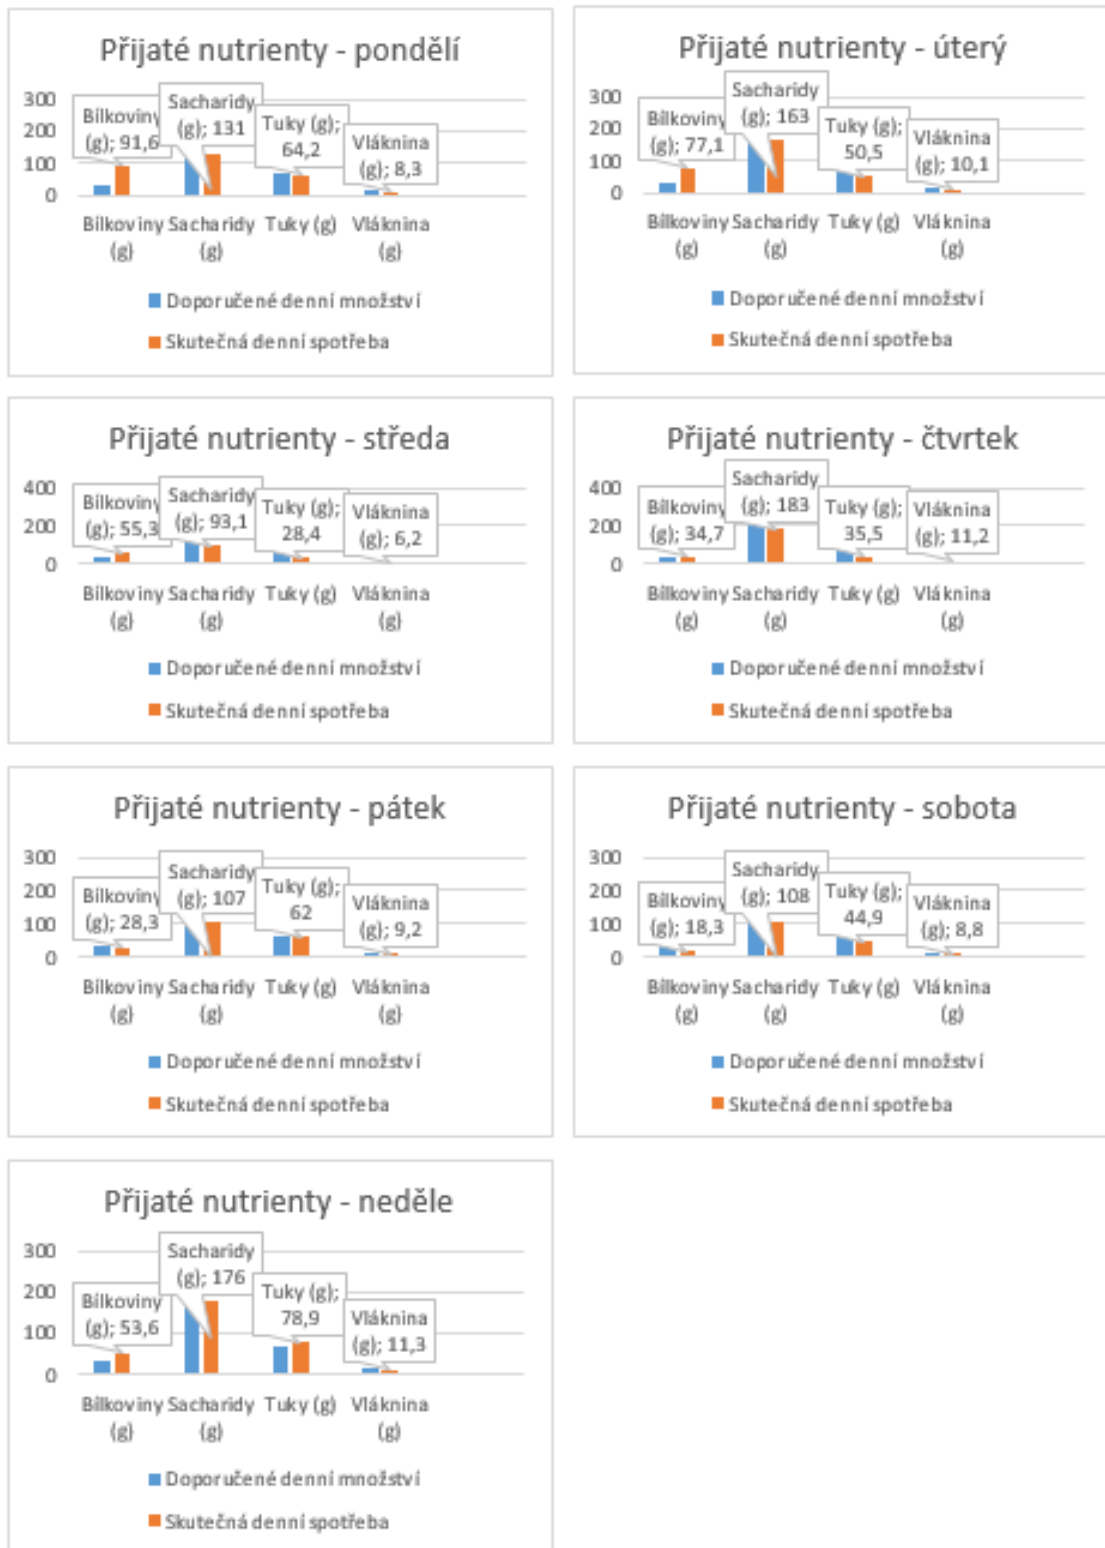 Přijaté nutrienty - pondělí
300
200
100
0
Bílkoviny
(g); 91,6
Sacharidy
(g); 131
Tuky (g);
64,2
Vláknina
(g); 8,3
Bílkoviny
(g)
Sacharidy
(g)
Tuky (g)
Vláknina
(g)
Doporučené denní množství
Skutečná denní spotřeba
Přijaté nutrienty - úterý
300
200
100
0
Bílkoviny
(g); 77,1
Sacharidy
(g); 163
Tuky (g);
50,5
Vláknina
(g); 10,1
Bílkoviny
(g)
Sacharidy
(g)
Tuky (g)
Vláknina
(g)
Doporučené denní množství
Skutečná denní spotřeba
Přijaté nutrienty - středa
400
200
0
Bílkoviny
(g); 55,3
Sacharidy
(g); 93,1
Tuky (g);
28,4
Vláknina
(g); 6,2
Bílkoviny
(g)
Sacharidy
(g)
Tuky (g)
Vláknina
(g)
Doporučené denní množství
Skutečná denní spotřeba
Přijaté nutrienty - čtvrtek
400
200
0
Bílkoviny
(g); 34,7
Sacharidy
(g); 183
Tuky (g);
35,5
Vláknina
(g); 11,2
Bílkoviny
(g)
Sacharidy
(g)
Tuky (g)
Vláknina
(g)
Doporučené denní množství
Skutečná denní spotřeba
Přijaté nutrienty - pátek
300
200
100
0
Bílkoviny
(g); 28,3
Sacharidy
(g); 107
Tuky (g);
62
Vláknina
(g); 9,2
Bílkoviny
(g)
Sacharidy
(g)
Tuky (g)
Vláknina
(g)
Doporučené denní množství
Skutečná denní spotřeba
Přijaté nutrienty - sobota
300
200
100
0
Bílkoviny
(g); 18,3
Sacharidy
(g); 108
Tuky (g);
44,9
Vláknina
(g); 8,8
Bílkoviny
(g)
Sacharidy
(g)
Tuky (g)
Vláknina
(g)
Doporučené denní množství
Skutečná denní spotřeba
Přijaté nutrienty - neděle
300
200
100
0
Bílkoviny
(g); 53,6
Sacharidy
(g); 176
Tuky (g);
78,9
Vláknina
(g); 11,3
Bílkoviny
(g)
Sacharidy
(g)
Tuky (g)
Vláknina
(g)
Doporučené denní množství
Skutečná denní spotřeba